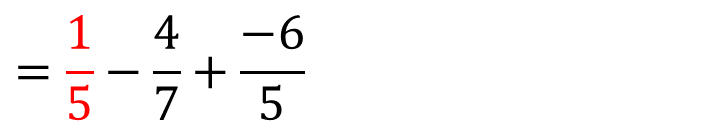 = 1/5 − 4/7 + −6/5